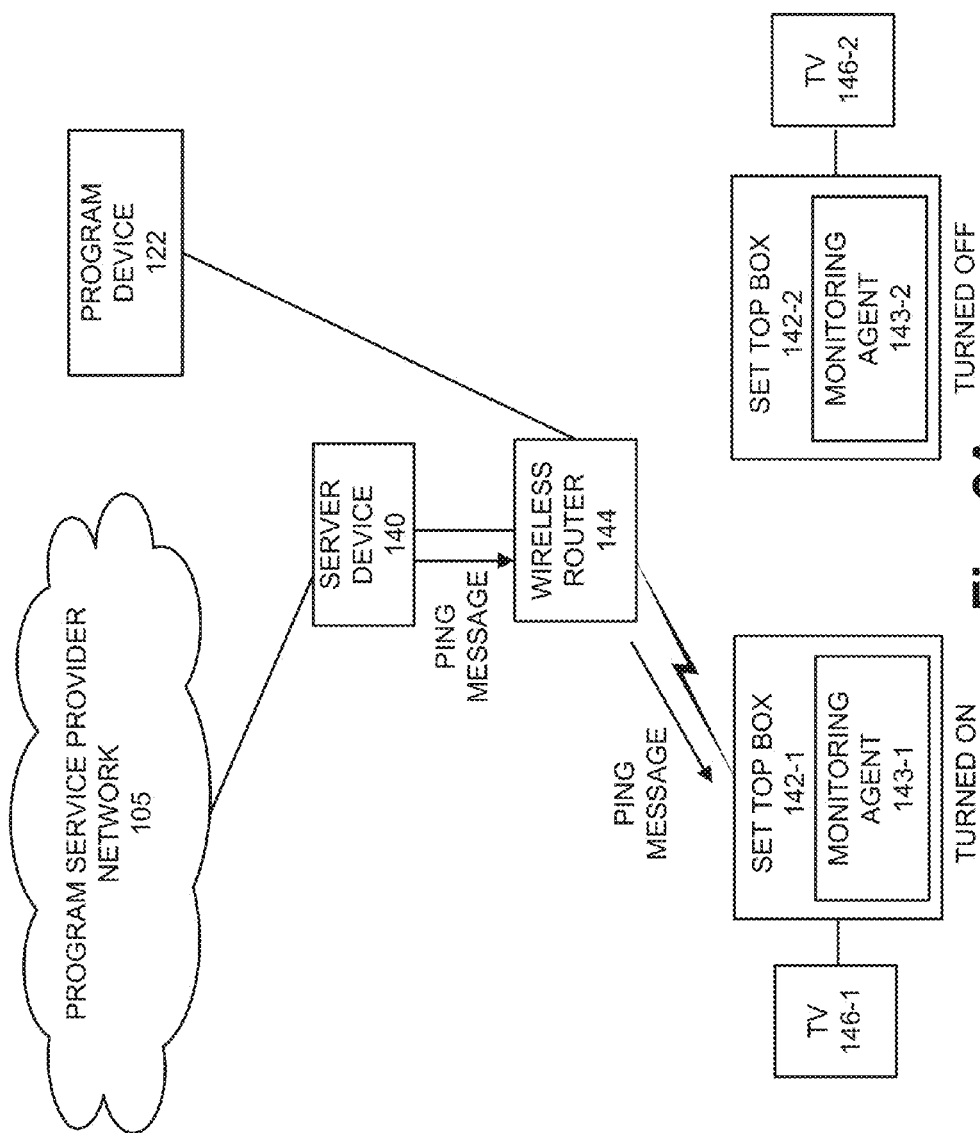 PROGRAM SERVICE PROVIDER
NETWORK
105
PROGRAM
DEVICE
122
SERVER
DEVICE
140
PING
MESSAGE
WIRELESS
ROUTER
144
PING
MESSAGE
TV
146-1
SET TOP BOX
142-1
MONITORING
AGENT
143-1
TURNED ON
SET TOP BOX
142-2
MONITORING
AGENT
143-2
TURNED OFF
TV
146-2